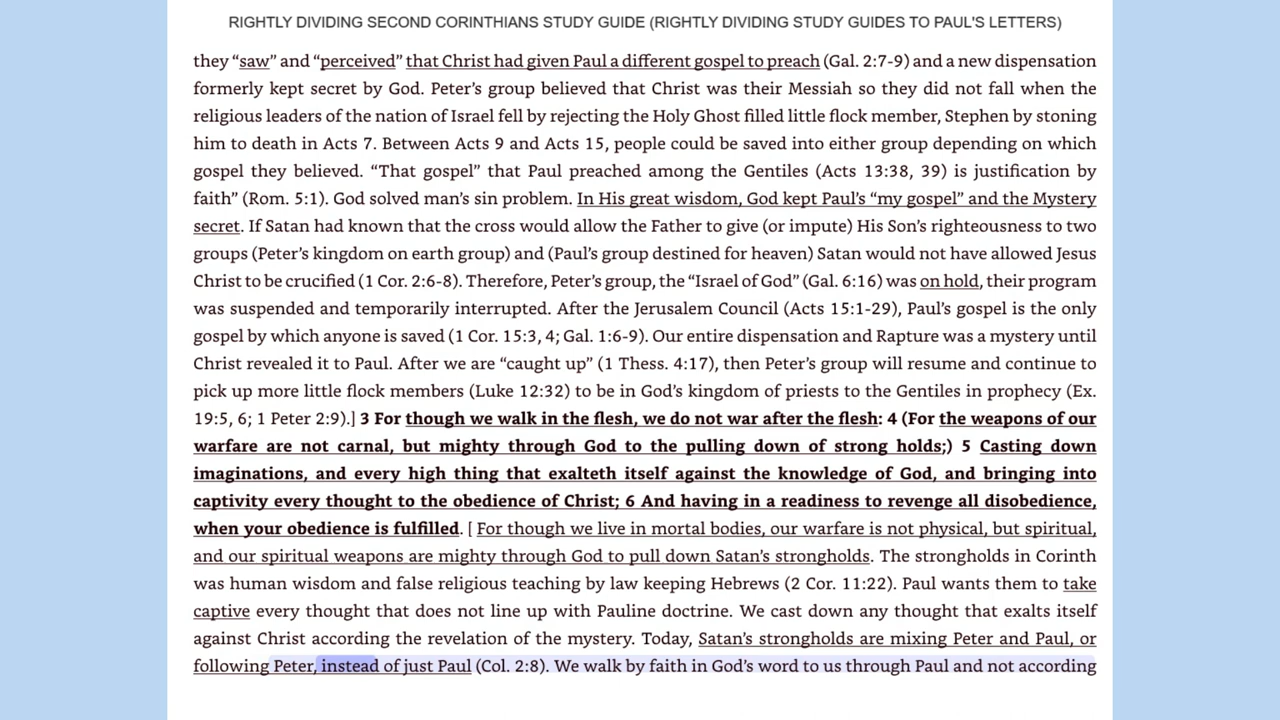 RIGHTLY DIVIDING SECOND CORINTHIANS STUDY GUIDE (RIGHTLY DIVIDING STUDY GUIDES TO PAUL'S LETTERS)
they “saw” and “perceived” that Christ had given Paul a different gospel to preach (Gal. 2:7-9) and a new dispensation
formerly kept secret by God. Peter’s group believed that Christ was their Messiah so they did not fall when the
religious leaders of the nation of Israel fell by rejecting the Holy Ghost filled little flock member, Stephen by stoning
him to death in Acts 7. Between Acts 9 and Acts 15, people could be saved into either group depending on which
gospel they believed. “That gospel” that Paul preached among the Gentiles (Acts 13:38, 39) is justification by
faith” (Rom. 5:1). God solved man’s sin problem. In His great wisdom, God kept Paul’s “my gospel” and the Mystery
secret. If Satan had known that the cross would allow the Father to give (or impute) His Son’s righteousness to two
groups (Peter’s kingdom on earth group) and (Paul’s group destined for heaven) Satan would not have allowed Jesus
Christ to be crucified (1 Cor. 2:6-8). Therefore, Peter’s group, the “Israel of God” (Gal. 6:16) was on hold, their program
was suspended and temporarily interrupted. After the Jerusalem Council (Acts 15:1-29), Paul’s gospel is the only
gospel by which anyone is saved (1 Cor. 15:3, 4; Gal. 1:6-9). Our entire dispensation and Rapture was a mystery until
Christ revealed it to Paul. After we are “caught up” (1 Thess. 4:17), then Peter’s group will resume and continue to
pick up more little flock members (Luke 12:32) to be in God’s kingdom of priests to the Gentiles in prophecy (Ex.
19:5, 6; 1 Peter 2:9).] 3 For though we walk in the flesh, we do not war after the flesh: 4 (For the weapons of our
warfare are not carnal, but mighty through God to the pulling down of strong holds;) 5 Casting down
imaginations, and every high thing that exalteth itself against the knowledge of God, and bringing into
captivity every thought to the obedience of Christ; 6 And having in a readiness to revenge all disobedience,
when your obedience is fulfilled. [ For though we live in mortal bodies, our warfare is not physical, but spiritual,
and our spiritual weapons are mighty through God to pull down Satan’s strongholds. The strongholds in Corinth
was human wisdom and false religious teaching by law keeping Hebrews (2 Cor. 11:22). Paul wants them to take
captive every thought that does not line up with Pauline doctrine. We cast down any thought that exalts itself
against Christ according the revelation of the mystery. Today, Satan’s strongholds are mixing Peter and Paul, or
following Peter, instead of just Paul (Col. 2:8). We walk by faith in God’s word to us through Paul and not according